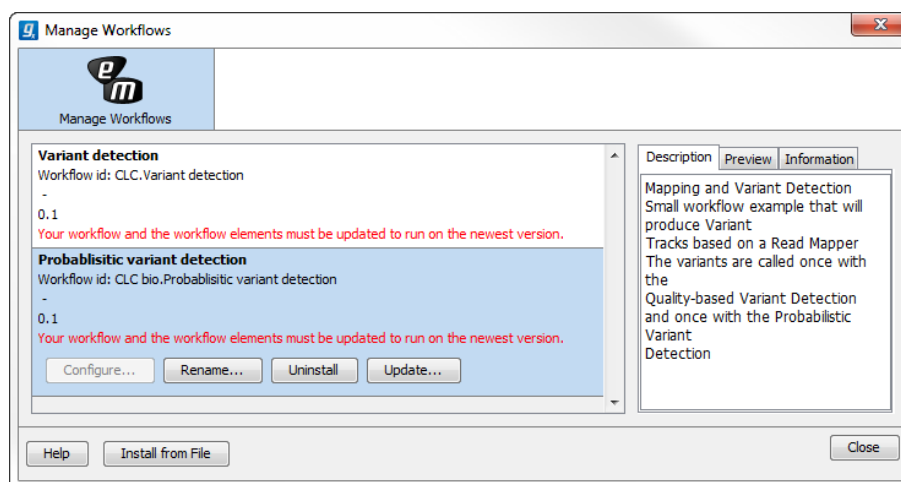 Manage Workflows
Manage Workflows
Variant detection
Workflow id: CLC.Variant detection
-
0.1
Your workflow and the workflow elements must be updated to run on the newest version.
Probablisitic variant detection
Workflow id: CLC bio.Probablisitic variant detection
-
0.1
Your workflow and the workflow elements must be updated to run on the newest version.
Configure... Rename... Uninstall Update...
Description Preview Information
Mapping and Variant Detection
Small workflow example that will
produce Variant
Tracks based on a Read Mapper
The variants are called once with
the
Quality-based Variant Detection
and once with the Probabilistic
Variant
Detection
Help Install from File Close